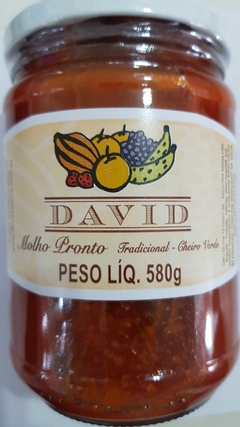 DAVID
Molho Pronto Tradicional - Cheiro Verde
PESO LÍQ. 580g